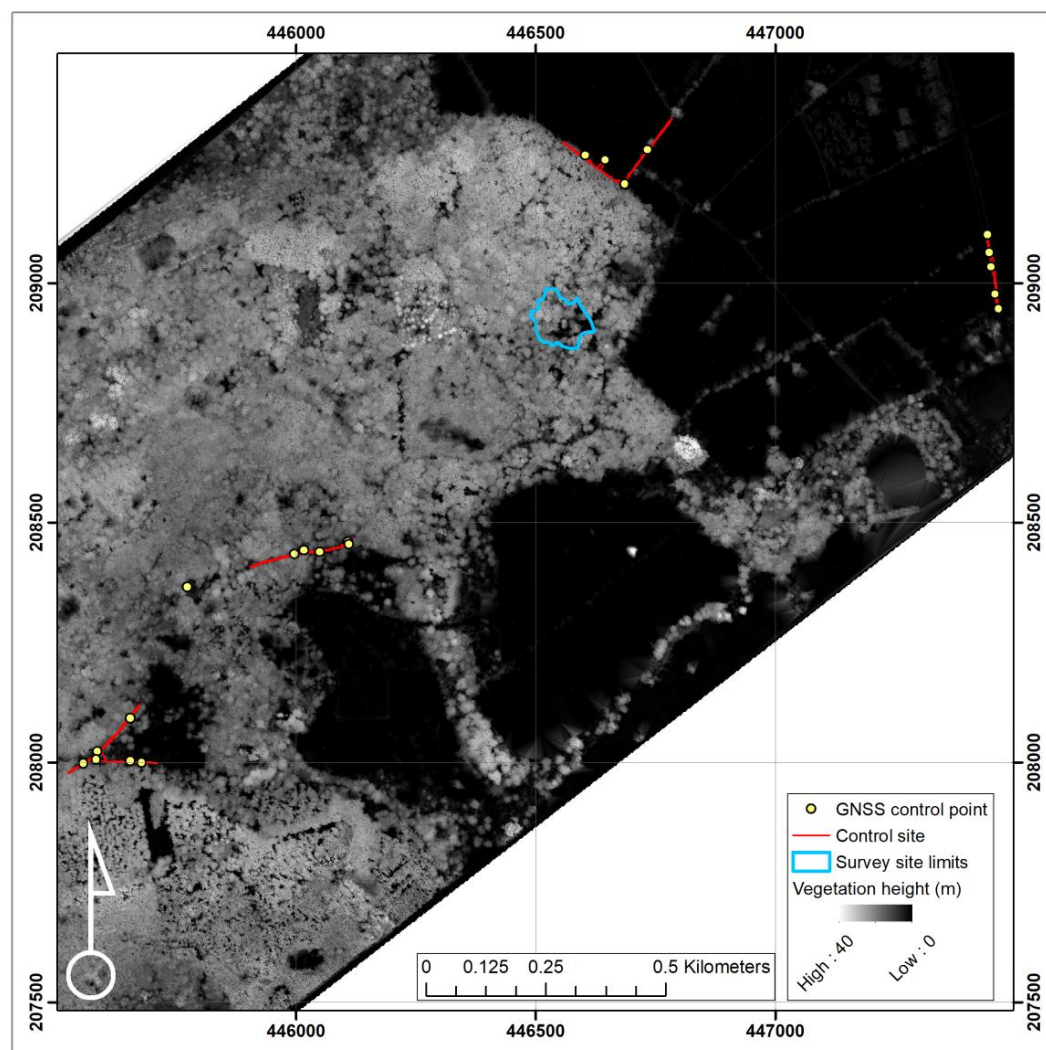 446000 446500 447000
209000 209000
208500 208500
208000 208000
207500 207500
GNSS control point
Control site
Survey site limits
Vegetation height (m)
High : 40 Low : 0
0 0.125 0.25 0.5 Kilometers
446000 446500 447000